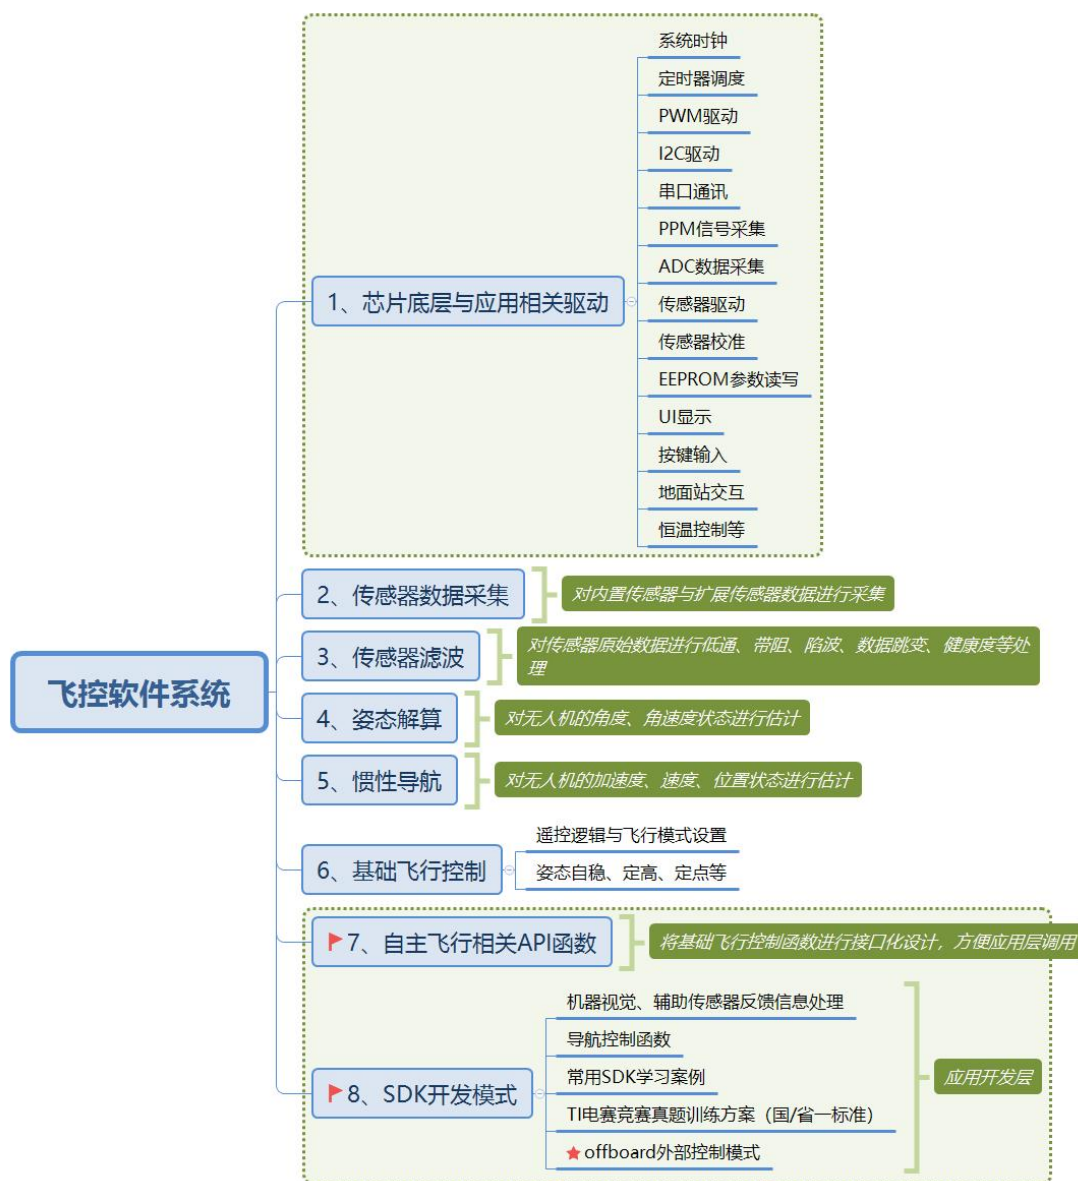 飞控软件系统
1、芯片底层与应用相关驱动
系统时钟
定时器调度
PWM驱动
I2C驱动
串口通讯
PPM信号采集
ADC数据采集
传感器驱动
传感器校准
EEPROM参数读写
UI显示
按键输入
地面站交互
恒温控制等
2、传感器数据采集
对内置传感器与扩展传感器数据进行采集
3、传感器滤波
对传感器原始数据进行低通、带阻、陷波、数据跳变、健康度等处
理
4、姿态解算
对无人机的角度、角速度状态进行估计
5、惯性导航
对无人机的加速度、速度、位置状态进行估计
6、基础飞行控制
遥控逻辑与飞行模式设置
姿态自稳、定高、定点等
7、自主飞行相关API函数
将基础飞行控制函数进行接口化设计，方便应用层调用
8、SDK开发模式
机器视觉、辅助传感器反馈信息处理
导航控制函数
常用SDK学习案例
TI电赛竞赛真题训练方案（国/省一标准）
offboard外部控制模式
应用开发层